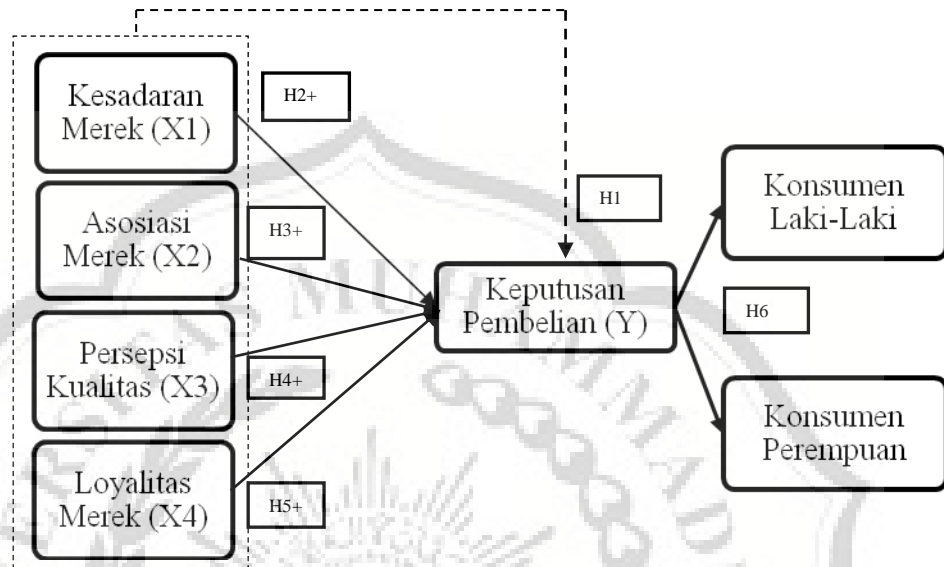 Kesadaran
Merek (X1)
H2+
Asosiasi
Merek (X2)
H3+
Persepsi
Kualitas (X3)
H4+
Loyalitas
Merek (X4)
H5+
H1
Keputusan
Pembelian (Y)
H6
Konsumen
Laki-Laki
Konsumen
Perempuan